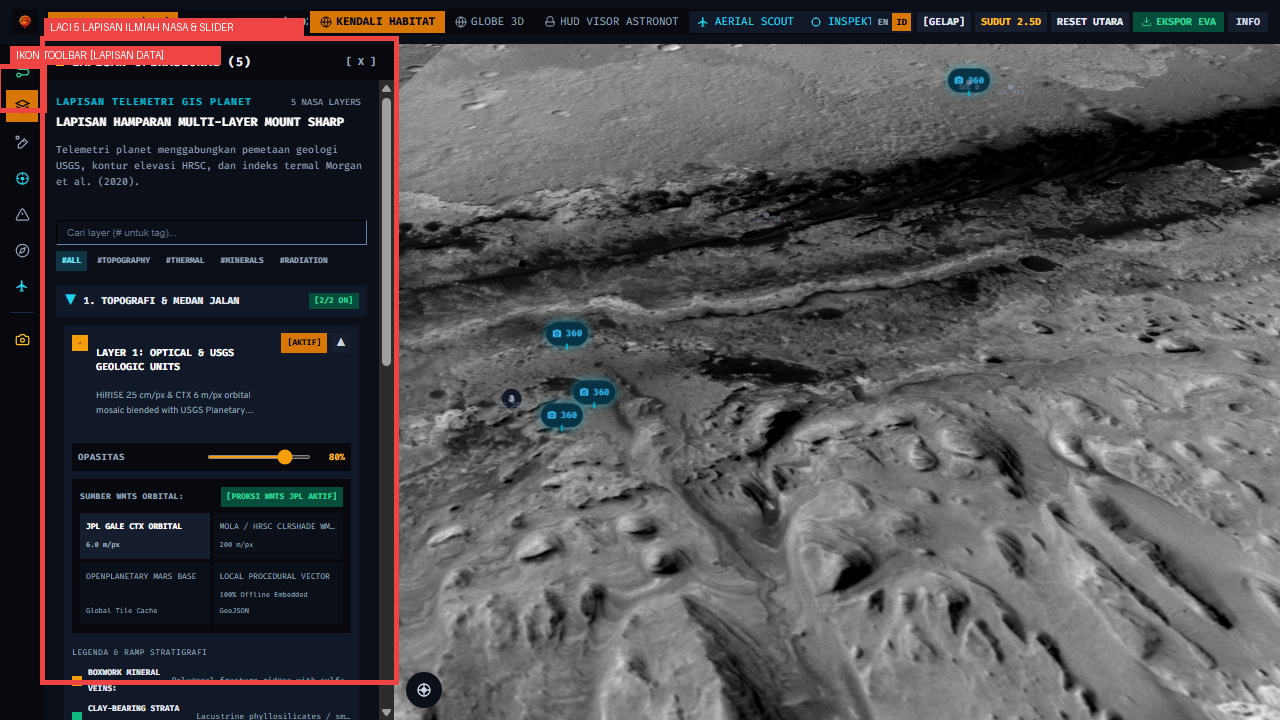 LACI 5 LAPISAN ILMIAH NASA & SLIDER
KENDALI HABITAT
GLOBE 3D
HUD VISOR ASTRONOT
AERIAL SCOUT
INSPEKT
EN
ID
[GELAP]
SUDUT 2.5D
RESET UTARA
EKSPOR EVA
INFO
IKON TOOLBAR [LAPISAN DATA]
(5)
[ X ]
LAPISAN TELEMETRI GIS PLANET
5 NASA LAYERS
LAPISAN HAMPARAN MULTI-LAYER MOUNT SHARP
Telemetri planet menggabungkan pemetaan geologi
USGS, kontur elevasi HRSC, dan indeks termal Morgan
et al. (2020).
Cari layer (# untuk tag)...
#ALL
#TOPOGRAPHY
#THERMAL
#MINERALS
#RADIATION
1. TOPOGRAFI & MEDAN JALAN
[2/2 ON]
LAYER 1: OPTICAL & USGS
GEOLOGIC UNITS
[AKTIF]
HiRISE 25 cm/px & CTX 6 m/px orbital
mosaic blended with USGS Planetary...
OPASITAS
80%
SUMBER WMTS ORBITAL:
[PROKSI WMTS JPL AKTIF]
JPL GALE CTX ORBITAL
6.0 m/px
MOLA / HRSC CLRSHADE WM…
200 m/px
OPENPLANETARY MARS BASE
Global Tile Cache
LOCAL PROCEDURAL VECTOR
100% Offline Embedded
GeoJSON
LEGENDA & RAMP STRATIGRAFI
BOXWORK MINERAL
VEINS:
Polygonal fracture ridges with sulfa…
CLAY-BEARING STRATA
Lacustrine phyllosilicates / sm…
360
360
360
360